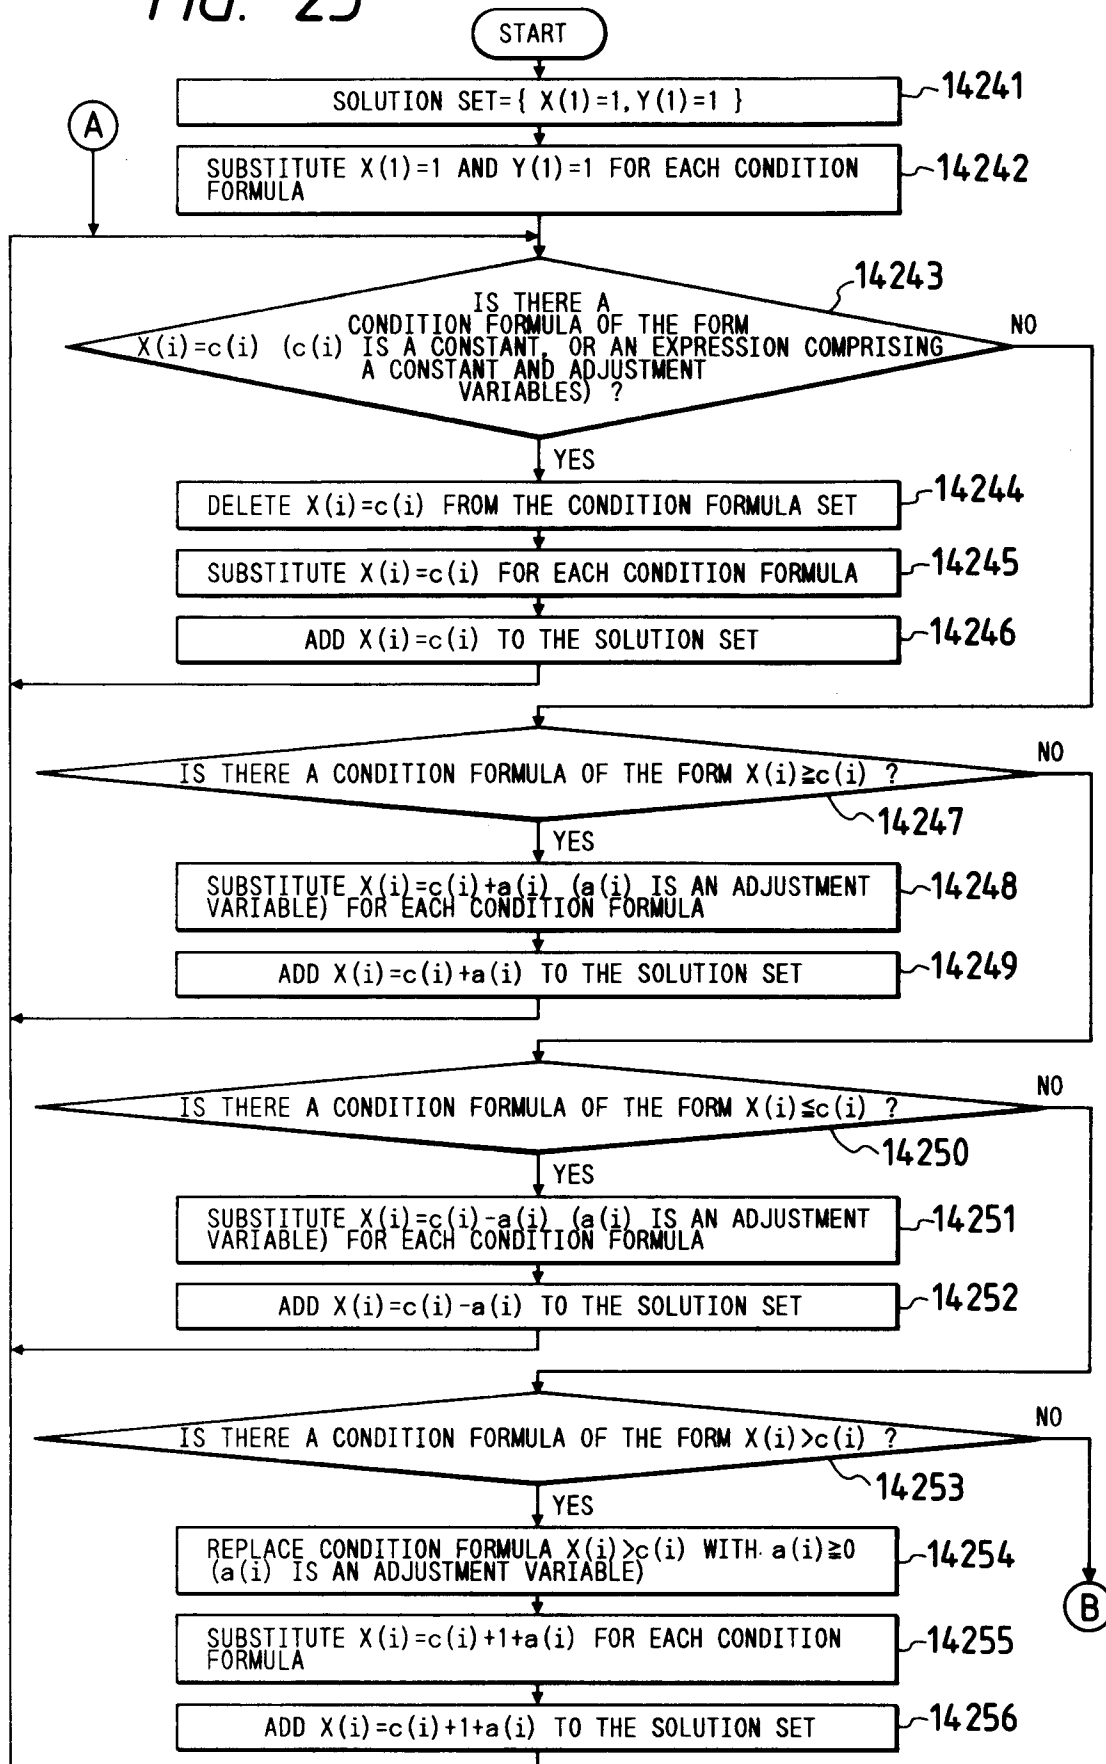 FIG. 25
START
SOLUTION SET={ X(1)=1, Y(1)=1 }
14241
A
SUBSTITUTE X(1)=1 AND Y(1)=1 FOR EACH CONDITION
FORMULA
14242
14243
IS THERE A
CONDITION FORMULA OF THE FORM
X(i)=c(i) (c(i) IS A CONSTANT, OR AN EXPRESSION COMPRISING
A CONSTANT AND ADJUSTMENT
VARIABLES) ?
NO
YES
DELETE X(i)=c(i) FROM THE CONDITION FORMULA SET
14244
SUBSTITUTE X(i)=c(i) FOR EACH CONDITION FORMULA
14245
ADD X(i)=c(i) TO THE SOLUTION SET
14246
IS THERE A CONDITION FORMULA OF THE FORM X(i)≧c(i) ?
NO
14247
YES
SUBSTITUTE X(i)=c(i)+a(i) (a(i) IS AN ADJUSTMENT
VARIABLE) FOR EACH CONDITION FORMULA
14248
ADD X(i)=c(i)+a(i) TO THE SOLUTION SET
14249
IS THERE A CONDITION FORMULA OF THE FORM X(i)≦c(i) ?
NO
14250
YES
SUBSTITUTE X(i)=c(i)-a(i) (a(i) IS AN ADJUSTMENT
VARIABLE) FOR EACH CONDITION FORMULA
14251
ADD X(i)=c(i)-a(i) TO THE SOLUTION SET
14252
IS THERE A CONDITION FORMULA OF THE FORM X(i)>c(i) ?
NO
14253
YES
REPLACE CONDITION FORMULA X(i)>c(i) WITH a(i)≧0
(a(i) IS AN ADJUSTMENT VARIABLE)
14254
B
SUBSTITUTE X(i)=c(i)+1+a(i) FOR EACH CONDITION
FORMULA
14255
ADD X(i)=c(i)+1+a(i) TO THE SOLUTION SET
14256